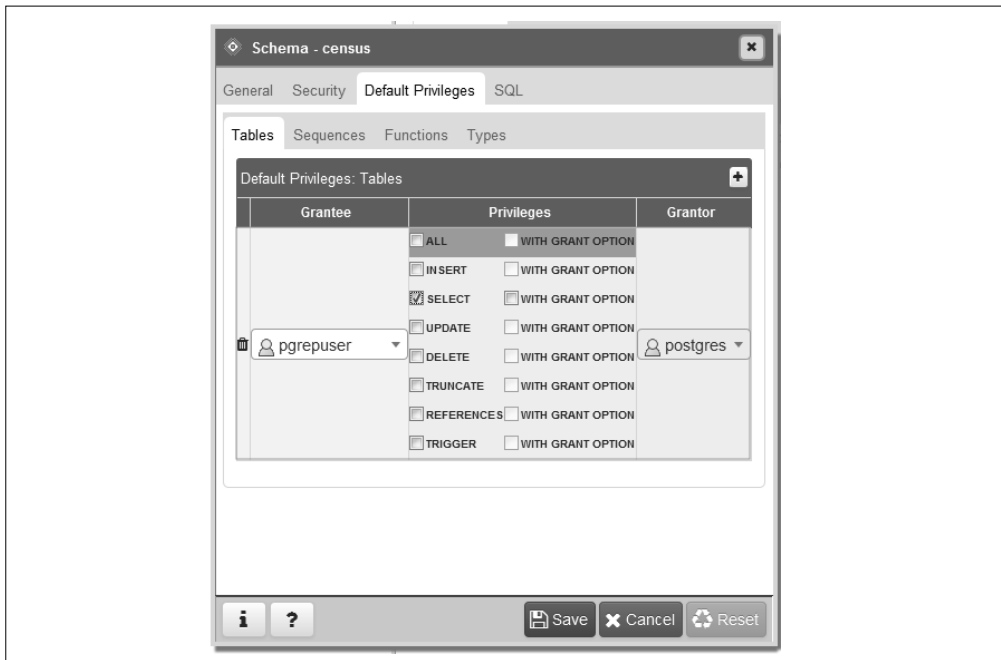 Schema - census
General Security Default Privileges SQL
Tables Sequences Functions Types
Default Privileges: Tables
Grantee Privileges Grantor
ALL WITH GRANT OPTION
INSERT WITH GRANT OPTION
SELECT WITH GRANT OPTION
UPDATE WITH GRANT OPTION
pgrepuser postgres
DELETE WITH GRANT OPTION
TRUNCATE WITH GRANT OPTION
REFERENCES WITH GRANT OPTION
TRIGGER WITH GRANT OPTION
i ? Save Cancel Reset